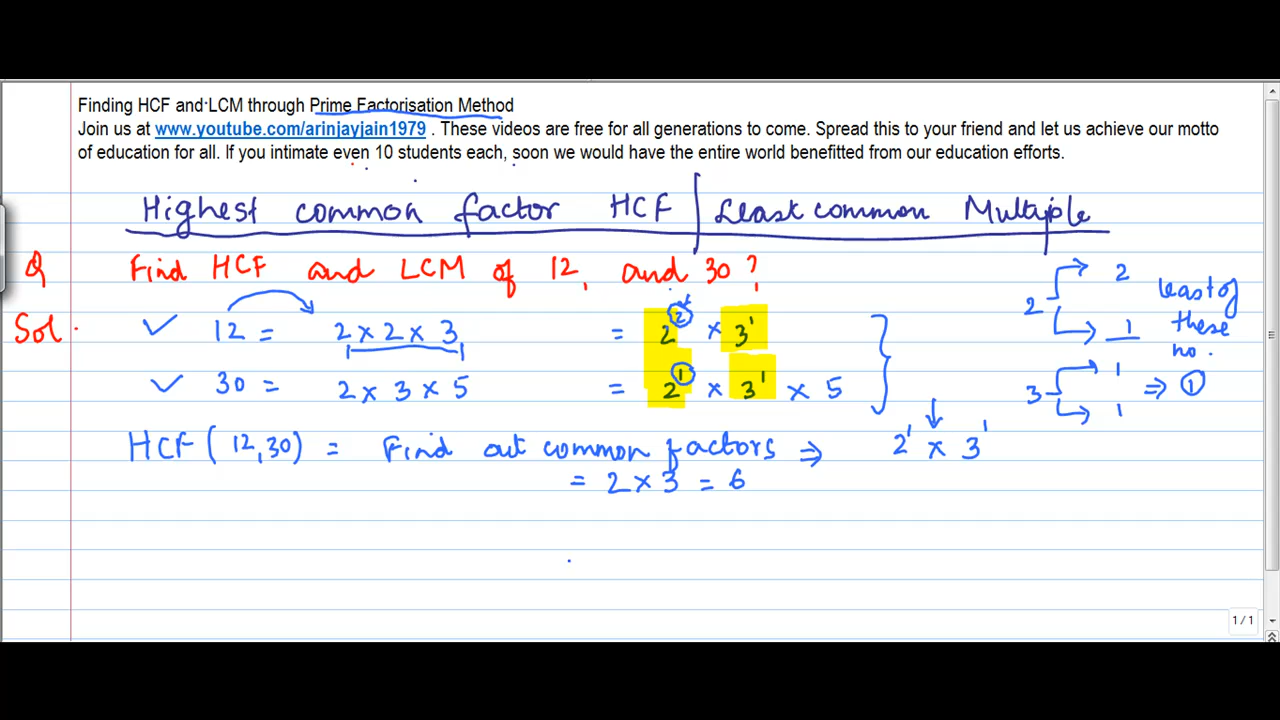 Finding HCF and LCM through Prime Factorisation Method
Join us at www.youtube.com/arinjayjain1979 . These videos are free for all generations to come. Spread this to your friend and let us achieve our motto
of education for all. If you intimate even 10 students each, soon we would have the entire world benefitted from our education efforts.
Highest common factor HCF | Least common Multiple
Q Find HCF and LCM of 12, and 30 ?
Sol. ✓ 12 = 2 × 2 × 3 = 2² × 3¹
✓ 30 = 2 × 3 × 5 = 2¹ × 3¹ × 5
2 → 2
→ 1
least of
these
no.
3 → 1
→ 1
⇒ ①
HCF (12,30) = Find out common factors ⇒ 2¹ × 3¹
= 2 × 3 = 6
1 / 1